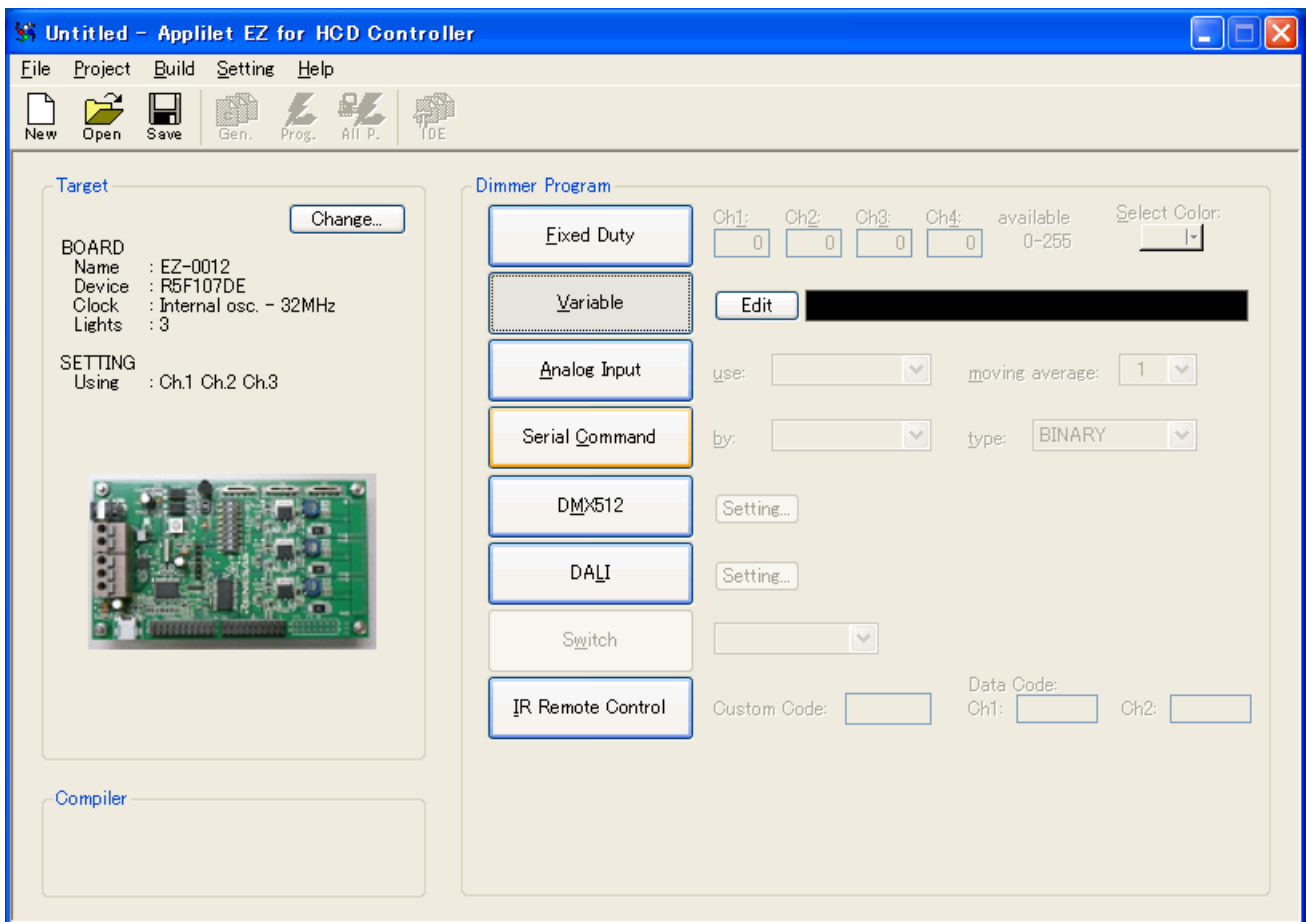 Untitled - Applilet EZ for HCD Controller
File Project Build Setting Help
New Open Save Gen. Prog. All P. IDE
Target
Change...
BOARD
Name : EZ-0012
Device : R5F107DE
Clock : Internal osc. - 32MHz
Lights : 3
SETTING
Using : Ch.1 Ch.2 Ch.3
RENESAS
Compiler
Dimmer Program
Fixed Duty
Ch1: Ch2: Ch3: Ch4: available Select Color:
0 0 0 0 0-255
Variable Edit
Analog Input use: moving average: 1
Serial Command by: type: BINARY
DMX512 Setting...
DALI Setting...
Switch
Data Code:
IR Remote Control Custom Code: Ch1: Ch2: